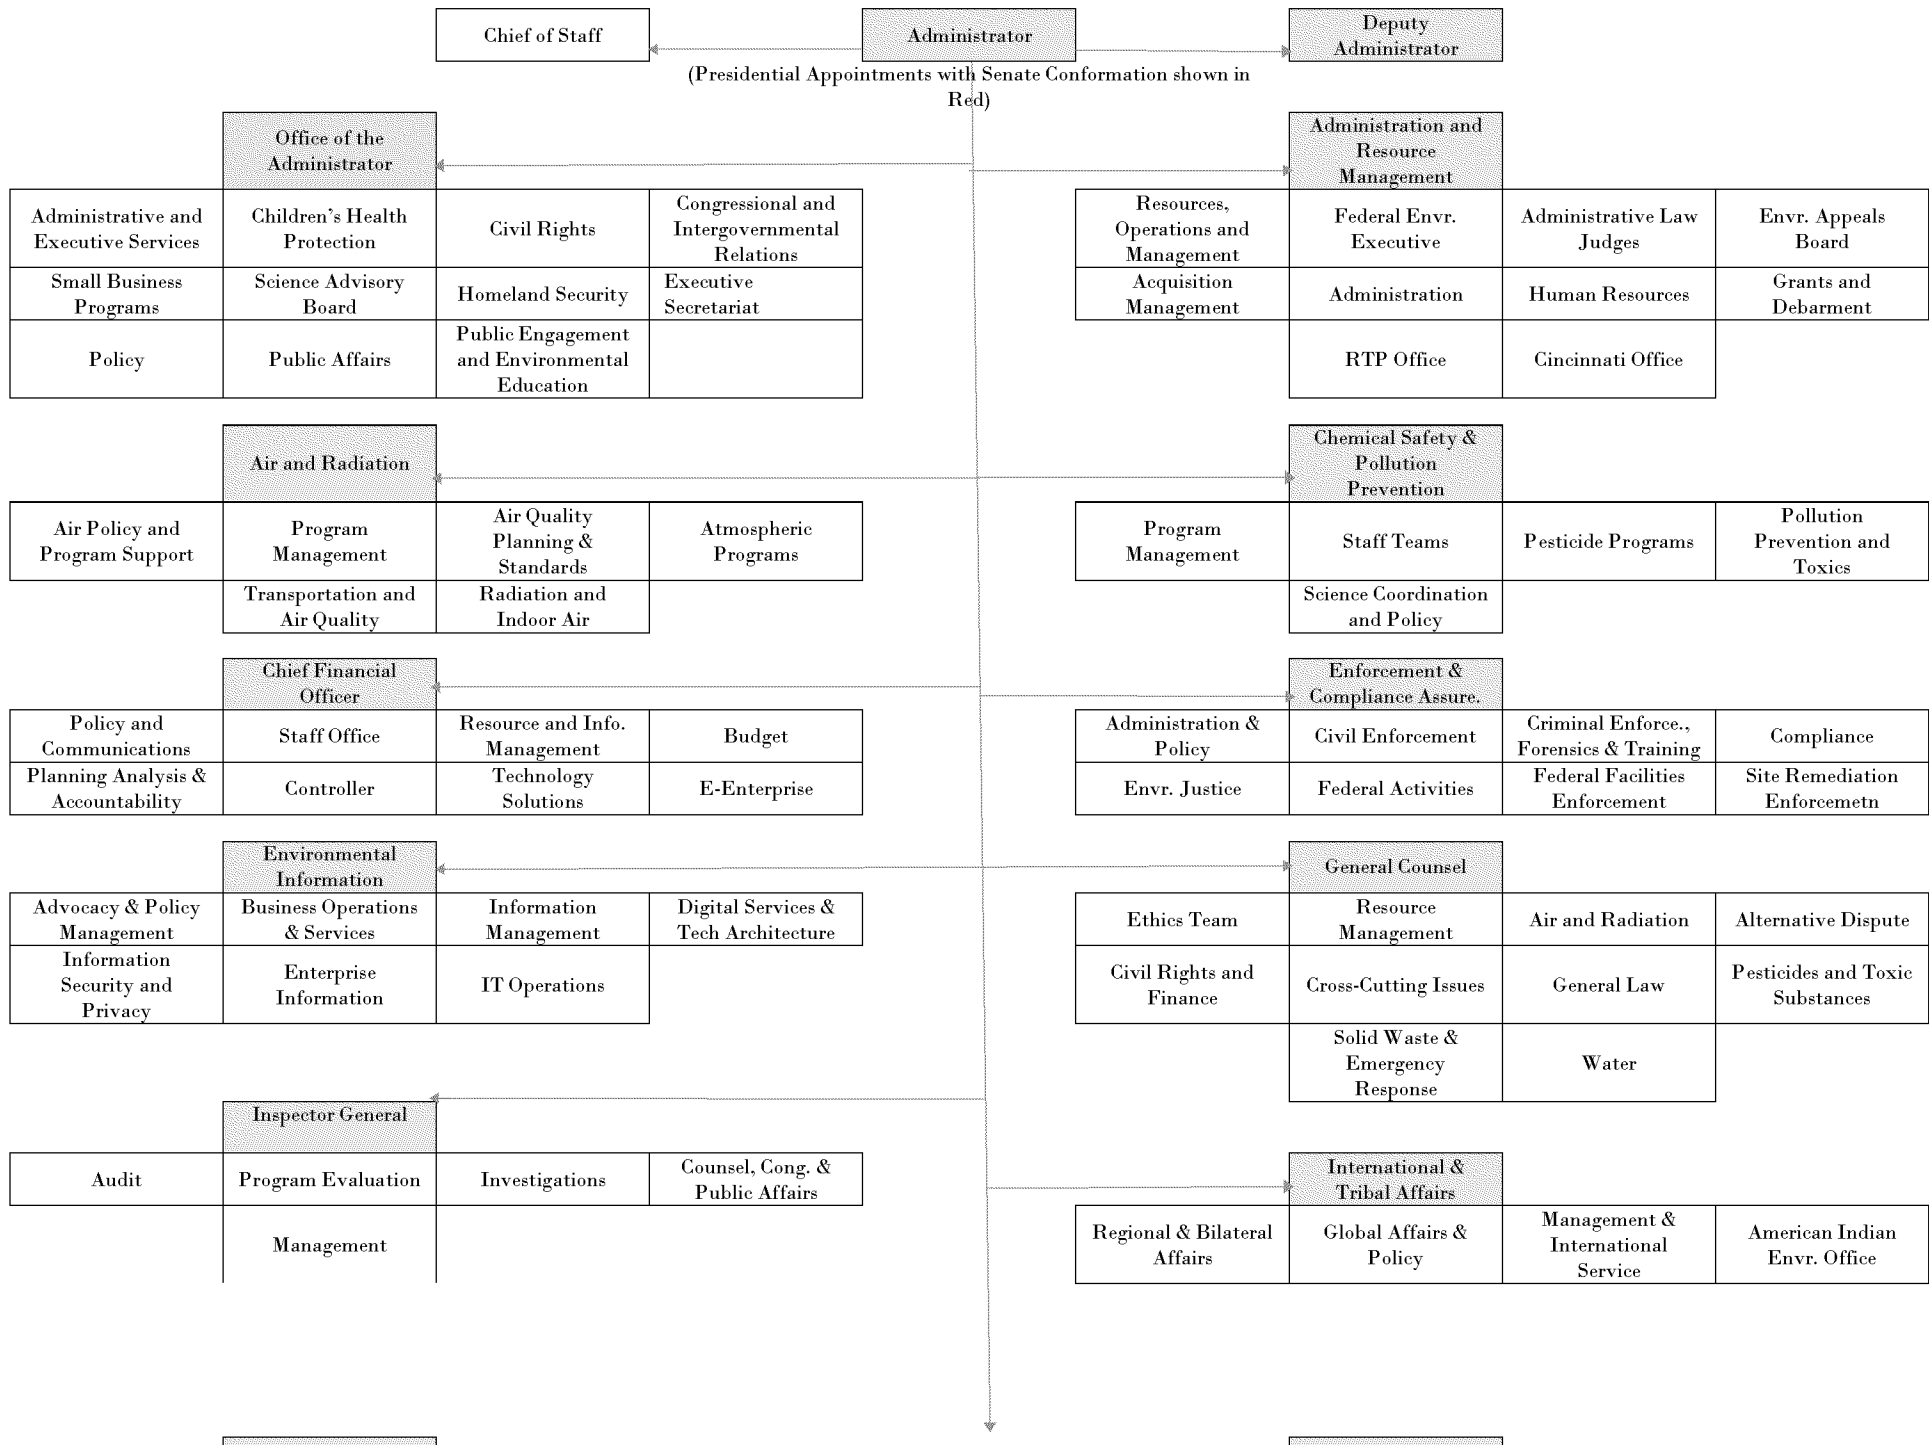 Chief of Staff
Administrator
Deputy
Administrator
(Presidential Appointments with Senate Conformation shown in
Red)
Office of the
Administrator
Administrative and
Executive Services
Children's Health
Protection
Civil Rights
Congressional and
Intergovernmental
Relations
Small Business
Programs
Science Advisory
Board
Homeland Security
Executive
Secretariat
Policy
Public Affairs
Public Engagement
and Environmental
Education
Administration and
Resource
Management
Resources,
Operations and
Management
Federal Envr.
Executive
Administrative Law
Judges
Envr. Appeals
Board
Acquisition
Management
Administration
Human Resources
Grants and
Debarment
RTP Office
Cincinnati Office
Air and Radiation
Air Policy and
Program Support
Program
Management
Air Quality
Planning &
Standards
Atmospheric
Programs
Transportation and
Air Quality
Radiation and
Indoor Air
Chemical Safety &
Pollution
Prevention
Program
Management
Staff Teams
Pesticide Programs
Pollution
Prevention and
Toxics
Science Coordination
and Policy
Chief Financial
Officer
Policy and
Communications
Staff Office
Resource and Info.
Management
Budget
Planning Analysis &
Accountability
Controller
Technology
Solutions
E-Enterprise
Enforcement &
Compliance Assure.
Administration &
Policy
Civil Enforcement
Criminal Enforce.,
Forensics & Training
Compliance
Envr. Justice
Federal Activities
Federal Facilities
Enforcement
Site Remediation
Enforcemetn
Environmental
Information
Advocacy & Policy
Management
Business Operations
& Services
Information
Management
Digital Services &
Tech Architecture
Information
Security and
Privacy
Enterprise
Information
IT Operations
General Counsel
Ethics Team
Resource
Management
Air and Radiation
Alternative Dispute
Civil Rights and
Finance
Cross-Cutting Issues
General Law
Pesticides and Toxic
Substances
Solid Waste &
Emergency
Response
Water
Inspector General
Audit
Program Evaluation
Investigations
Counsel, Cong. &
Public Affairs
Management
International &
Tribal Affairs
Regional & Bilateral
Affairs
Global Affairs &
Policy
Management &
International
Service
American Indian
Envr. Office